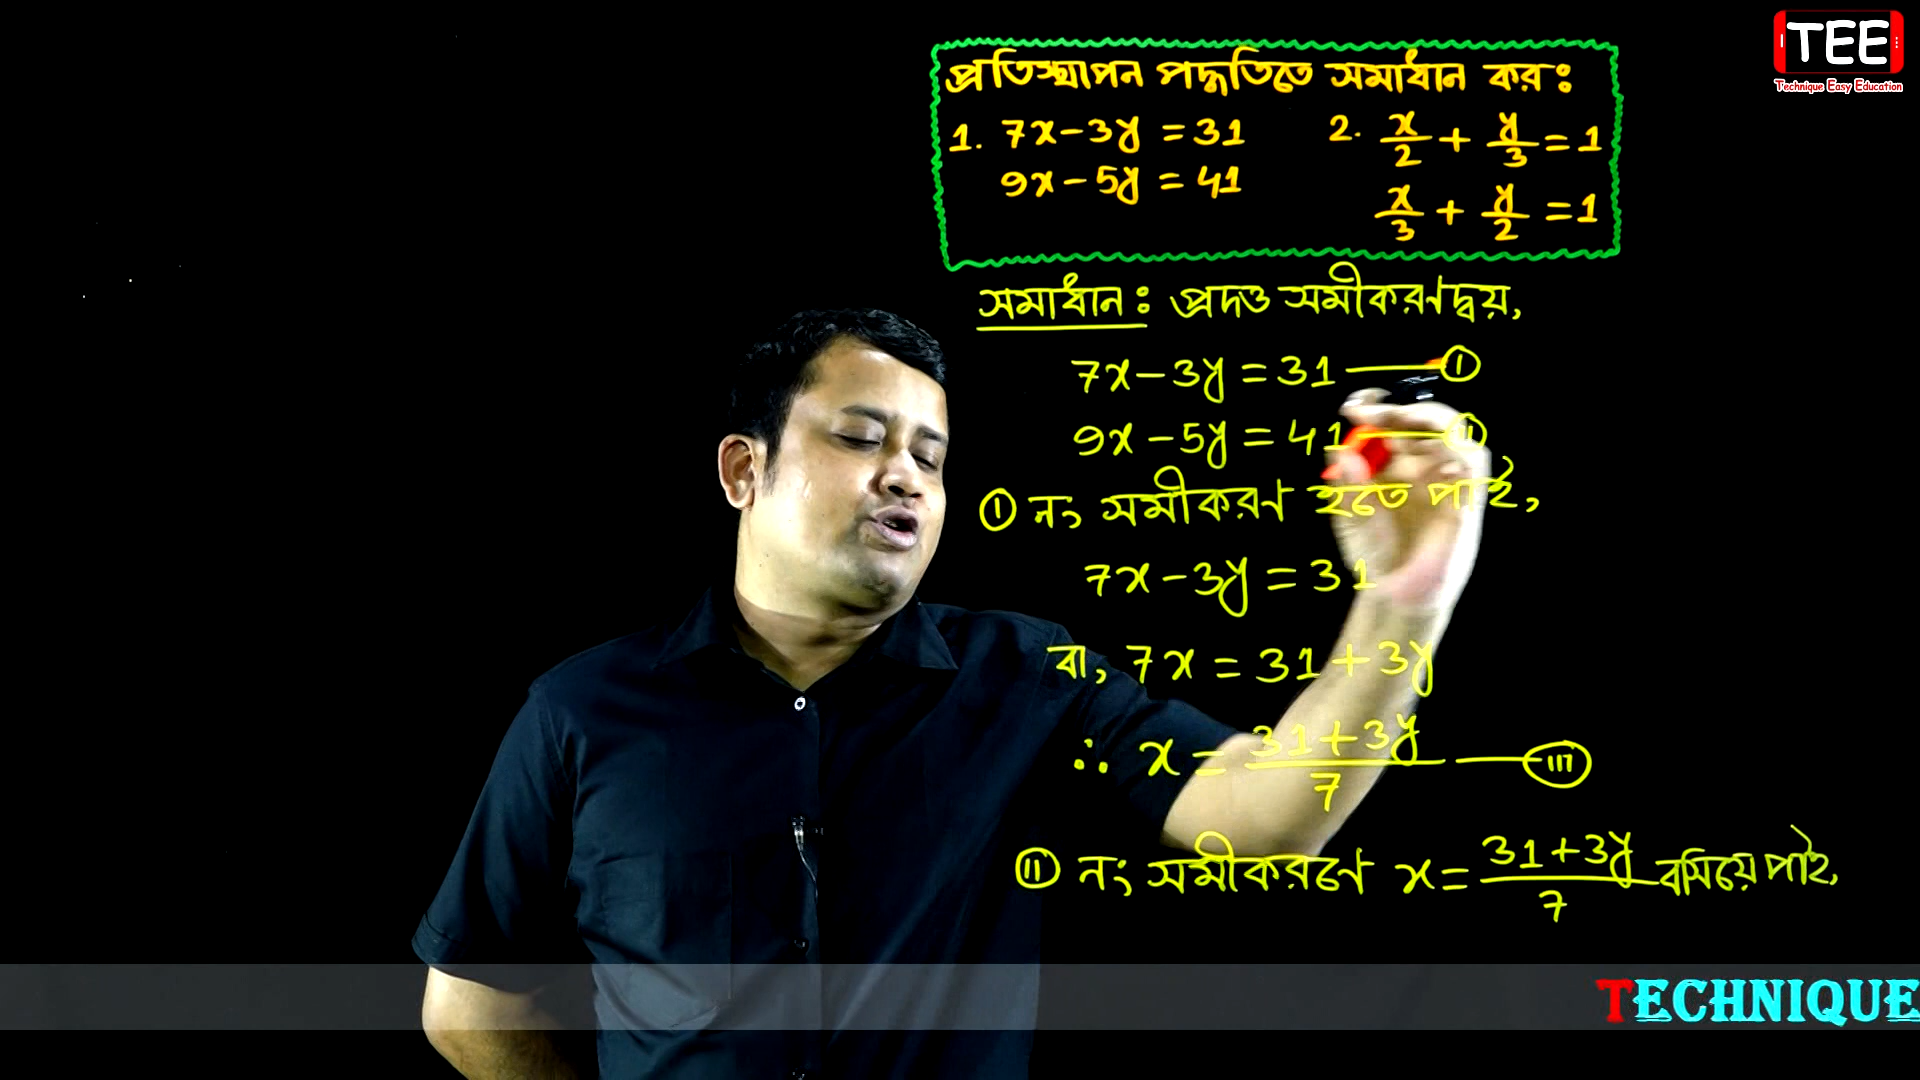 TEE
Technique Easy Education
প্রতিস্থাপন পদ্ধতিতে সমাধান কর:
1. 7x-3y = 31
9x-5y = 41
2. x/2 + y/3 = 1
x/3 + y/2 = 1
সমাধান: প্রদত্ত সমীকরণদ্বয়,
7x-3y = 31 —— (i)
9x-5y = 41 —— (ii)
(i) নং সমীকরণ হতে পাই,
7x-3y = 31
বা, 7x = 31+3y
∴ x = (31+3y)/7 —— (iii)
(ii) নং সমীকরণে x = (31+3y)/7 বসিয়ে পাই,
TECHNIQUE